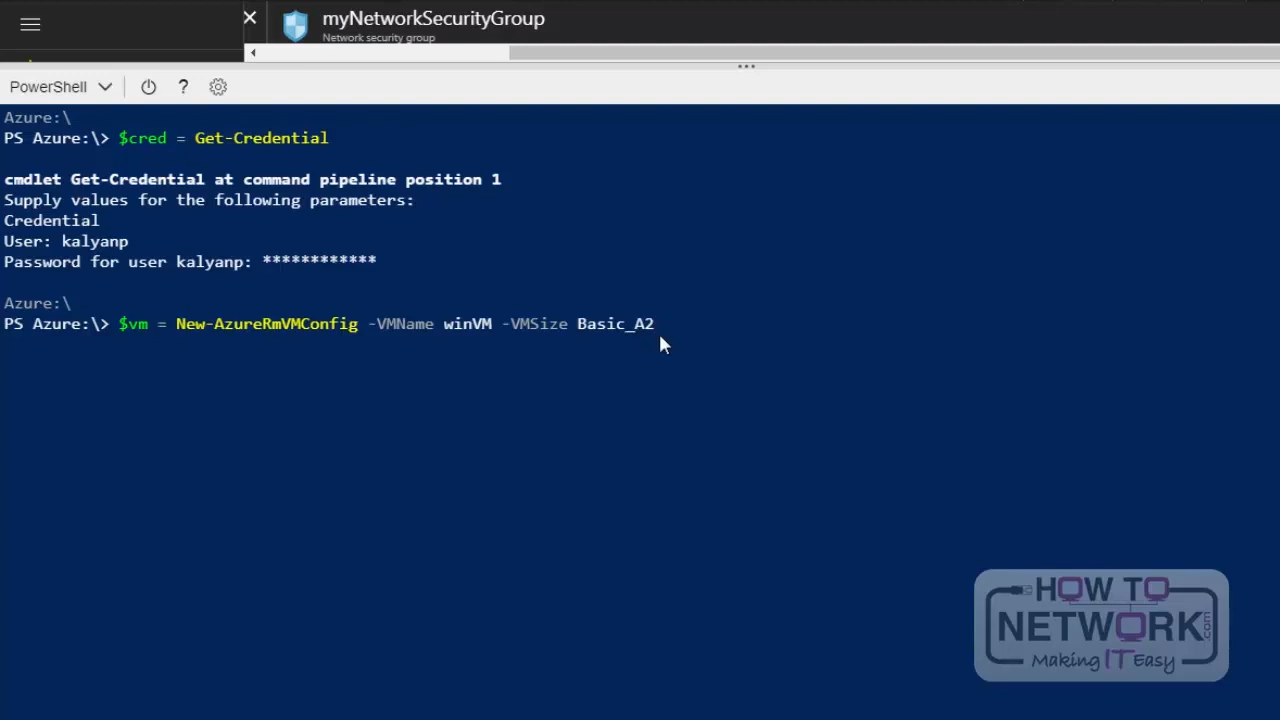 myNetworkSecurityGroup
Network security group
PowerShell
?
Azure:\
PS Azure:\> $cred = Get-Credential
cmdlet Get-Credential at command pipeline position 1
Supply values for the following parameters:
Credential
User: kalyanp
Password for user kalyanp: ************
Azure:\
PS Azure:\> $vm = New-AzureRmVMConfig -VMName winVM -VMSize Basic_A2
HOW TO
NETWORK.com
Making IT Easy